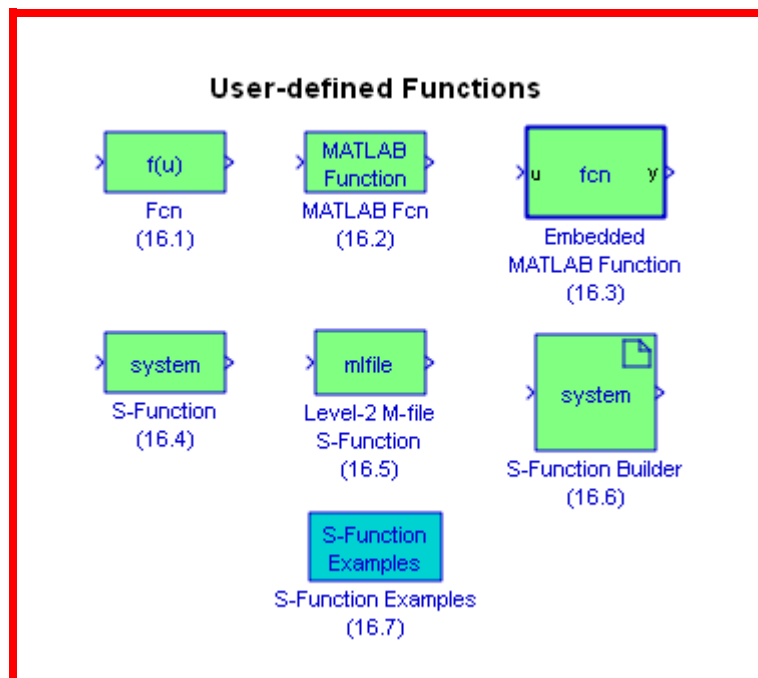 User-defined Functions
f(u)
Fcn
(16.1)
MATLAB
Function
MATLAB Fcn
(16.2)
u fcn y
Embedded
MATLAB Function
(16.3)
system
S-Function
(16.4)
mlfile
Level-2 M-file
S-Function
(16.5)
system
S-Function Builder
(16.6)
S-Function
Examples
S-Function Examples
(16.7)